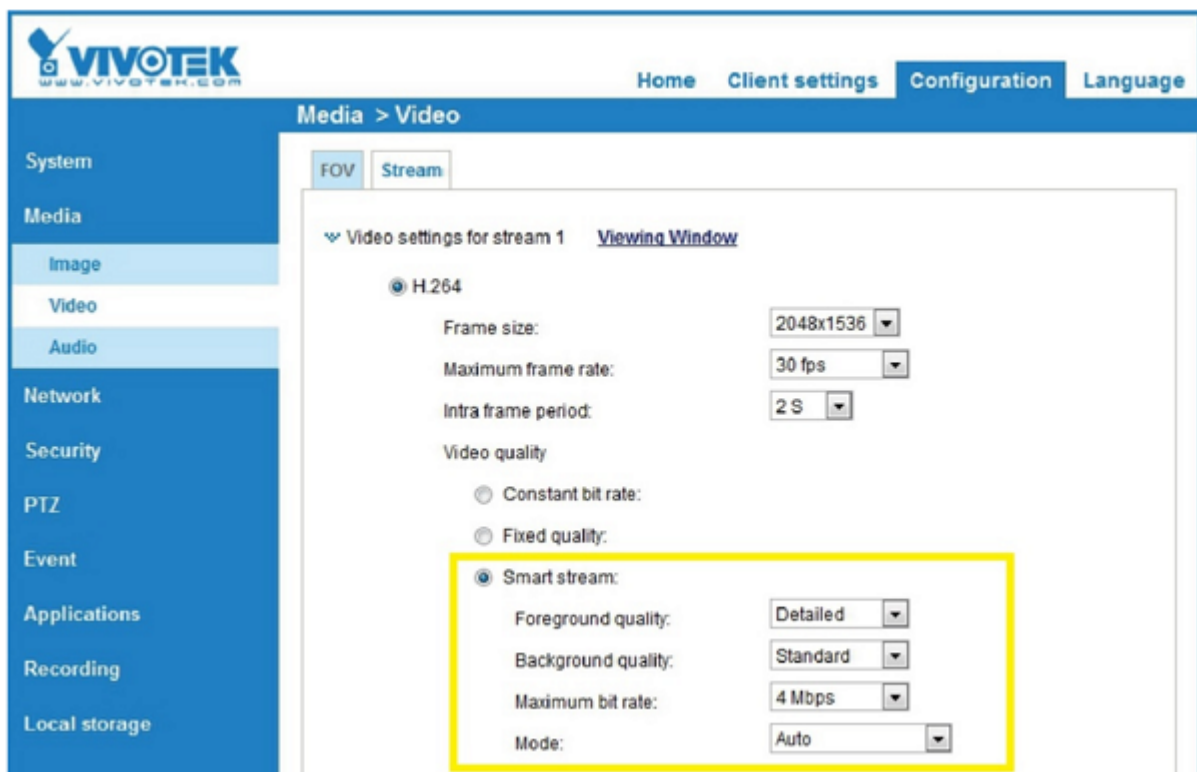 VIVOTEK
www.vivotek.com
Home Client settings Configuration Language
Media > Video
System
Media
Image
Video
Audio
Network
Security
PTZ
Event
Applications
Recording
Local storage
FOV Stream
Video settings for stream 1 Viewing Window
H.264
Frame size: 2048x1536
Maximum frame rate: 30 fps
Intra frame period: 2 S
Video quality
Constant bit rate:
Fixed quality:
Smart stream:
Foreground quality: Detailed
Background quality: Standard
Maximum bit rate: 4 Mbps
Mode: Auto